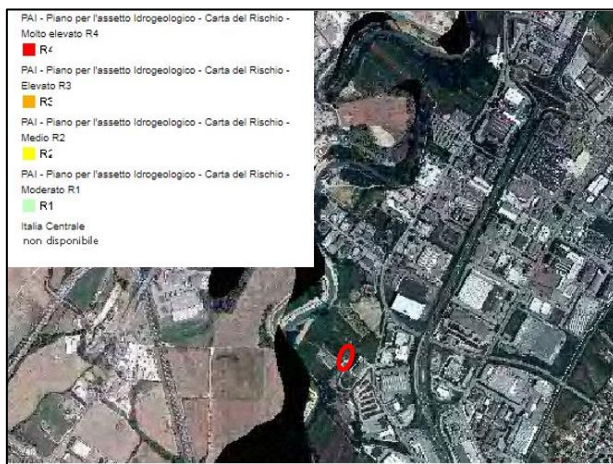 PAI - Piano per l'assetto Idrogeologico - Carta del Rischio -
Molto elevato R4
R4
PAI - Piano per l'assetto Idrogeologico - Carta del Rischio -
Elevato R3
R3
PAI - Piano per l'assetto Idrogeologico - Carta del Rischio -
Medio R2
R2
PAI - Piano per l'assetto Idrogeologico - Carta del Rischio -
Moderato R1
R1
Italia Centrale
non disponibile